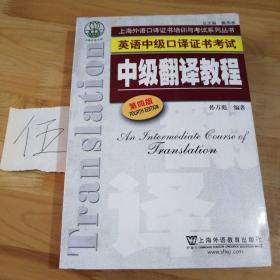 上海外语口译证书培训与考试系列丛书
英语中级口译证书考试
中级翻译教程
第四版
FOURTH EDITION
孙万彪 编著
An Intermediate Course of
Translation
Translation
伍
译
上海外语教育出版社
www.sflep.com